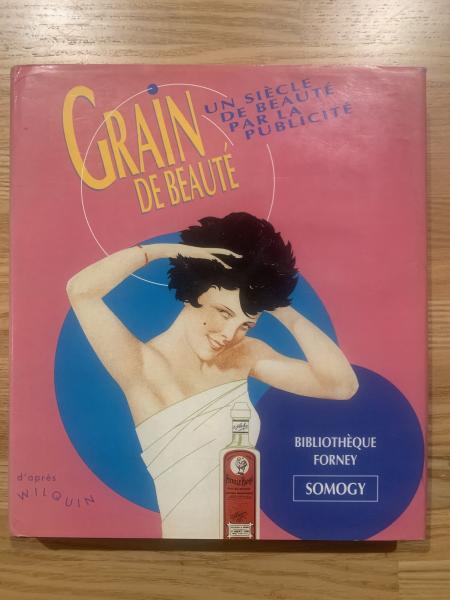 GRAIN
DE BEAUTÉ
UN SIÈCLE
DE BEAUTÉ
PAR LA
PUBLICITÉ
BIBLIOTHÈQUE
FORNEY
SOMOGY
d'après
WILQUIN